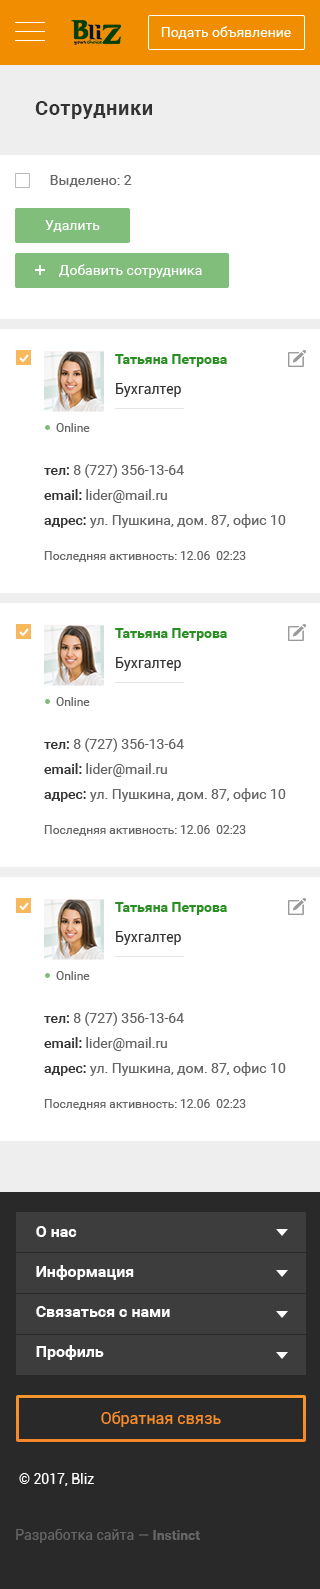 Bliz
your choice
Подать объявление
Сотрудники
Выделено: 2
Удалить
+ Добавить сотрудника
Татьяна Петрова
Бухгалтер
Online
тел: 8 (727) 356-13-64
email: lider@mail.ru
адрес: ул. Пушкина, дом. 87, офис 10
Последняя активность: 12.06 02:23
Татьяна Петрова
Бухгалтер
Online
тел: 8 (727) 356-13-64
email: lider@mail.ru
адрес: ул. Пушкина, дом. 87, офис 10
Последняя активность: 12.06 02:23
Татьяна Петрова
Бухгалтер
Online
тел: 8 (727) 356-13-64
email: lider@mail.ru
адрес: ул. Пушкина, дом. 87, офис 10
Последняя активность: 12.06 02:23
О нас
Информация
Связаться с нами
Профиль
Обратная связь
© 2017, Bliz
Разработка сайта — Instinct